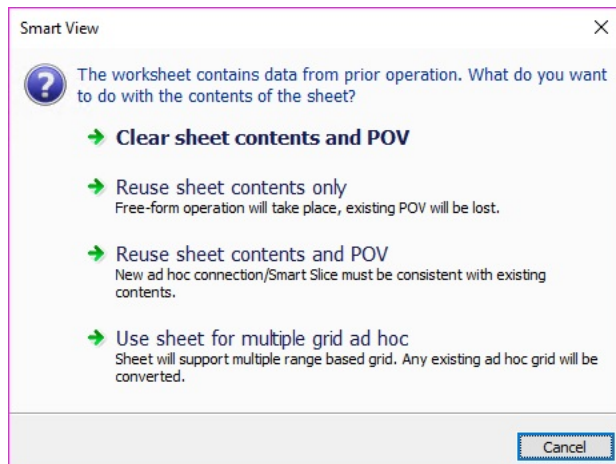 Smart View
The worksheet contains data from prior operation. What do you want
to do with the contents of the sheet?
Clear sheet contents and POV
Reuse sheet contents only
Free-form operation will take place, existing POV will be lost.
Reuse sheet contents and POV
New ad hoc connection/Smart Slice must be consistent with existing
contents.
Use sheet for multiple grid ad hoc
Sheet will support multiple range based grid. Any existing ad hoc grid will be
converted.
Cancel